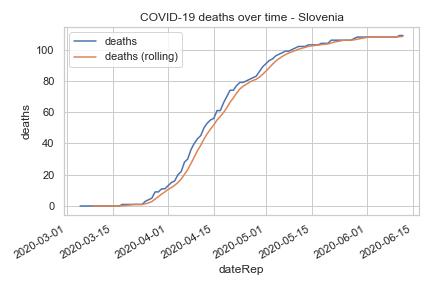 COVID-19 deaths over time - Slovenia
deaths
deaths (rolling)
deaths
100
80
60
40
20
0
2020-03-01
2020-03-15
2020-04-01
2020-04-15
2020-05-01
2020-05-15
2020-06-01
2020-06-15
dateRep